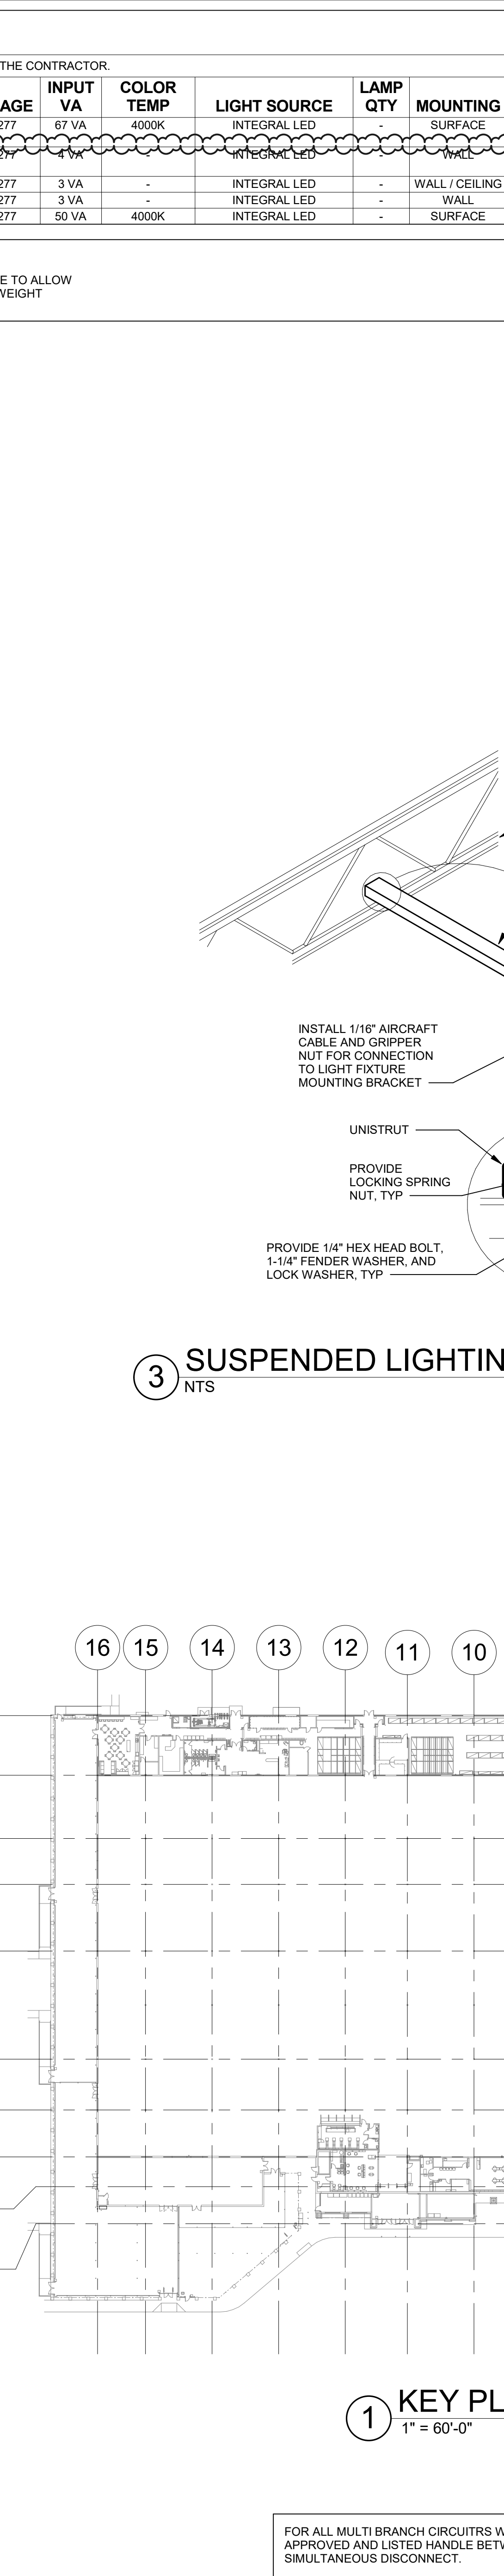 THE CONTRACTOR.
AGE INPUT VA COLOR TEMP LIGHT SOURCE LAMP QTY MOUNTING
277 67 VA 4000K INTEGRAL LED - SURFACE
277 4 VA - INTEGRAL LED - WALL
277 3 VA - INTEGRAL LED - WALL / CEILING
277 3 VA - INTEGRAL LED - WALL
277 50 VA 4000K INTEGRAL LED - SURFACE
E TO ALLOW
WEIGHT
INSTALL 1/16" AIRCRAFT
CABLE AND GRIPPER
NUT FOR CONNECTION
TO LIGHT FIXTURE
MOUNTING BRACKET
UNISTRUT
PROVIDE
LOCKING SPRING
NUT, TYP
PROVIDE 1/4" HEX HEAD BOLT,
1-1/4" FENDER WASHER, AND
LOCK WASHER, TYP
3 SUSPENDED LIGHTIN
NTS
16 15 14 13 12 11 10
1 KEY PL
1" = 60'-0"
FOR ALL MULTI BRANCH CIRCUITRS W
APPROVED AND LISTED HANDLE BETW
SIMULTANEOUS DISCONNECT.